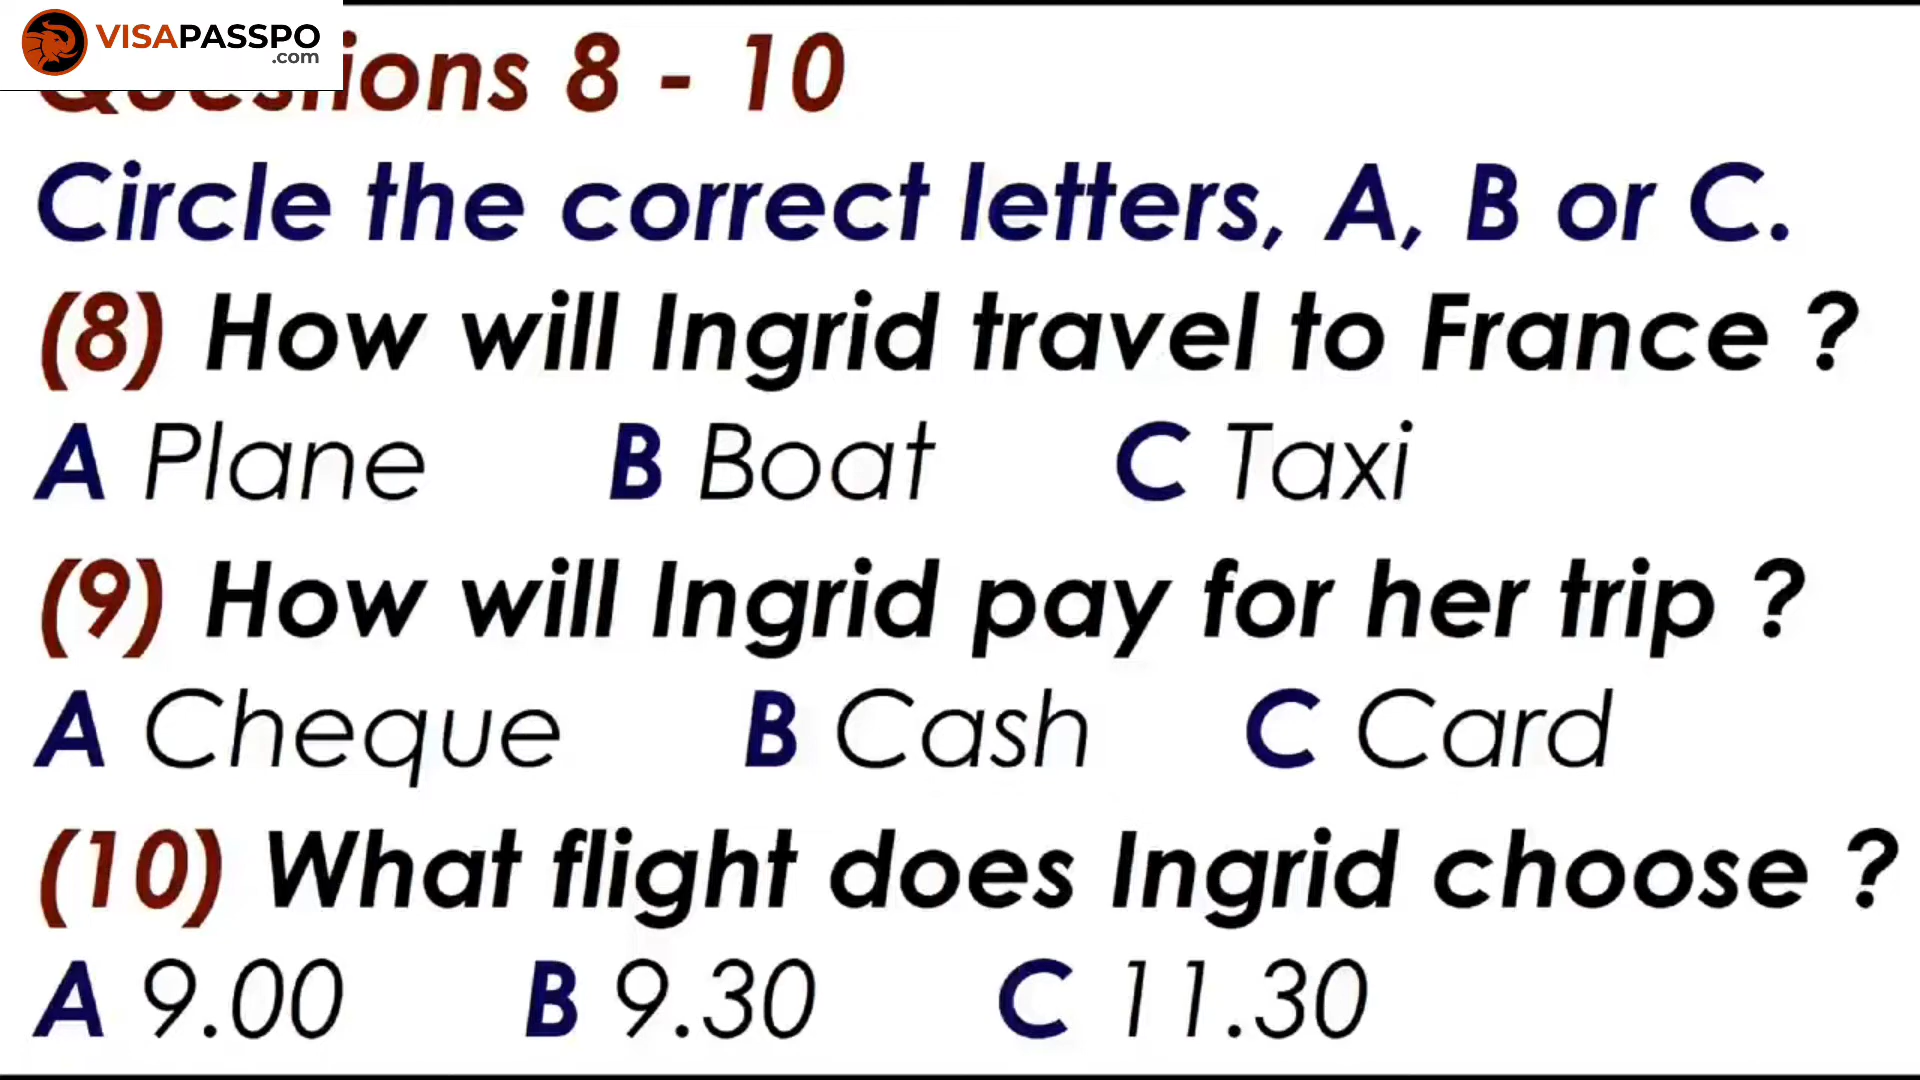 VISAPASSPO
.com
Questions 8 - 10
Circle the correct letters, A, B or C.
(8) How will Ingrid travel to France ?
A Plane B Boat C Taxi
(9) How will Ingrid pay for her trip ?
A Cheque B Cash C Card
(10) What flight does Ingrid choose ?
A 9.00 B 9.30 C 11.30